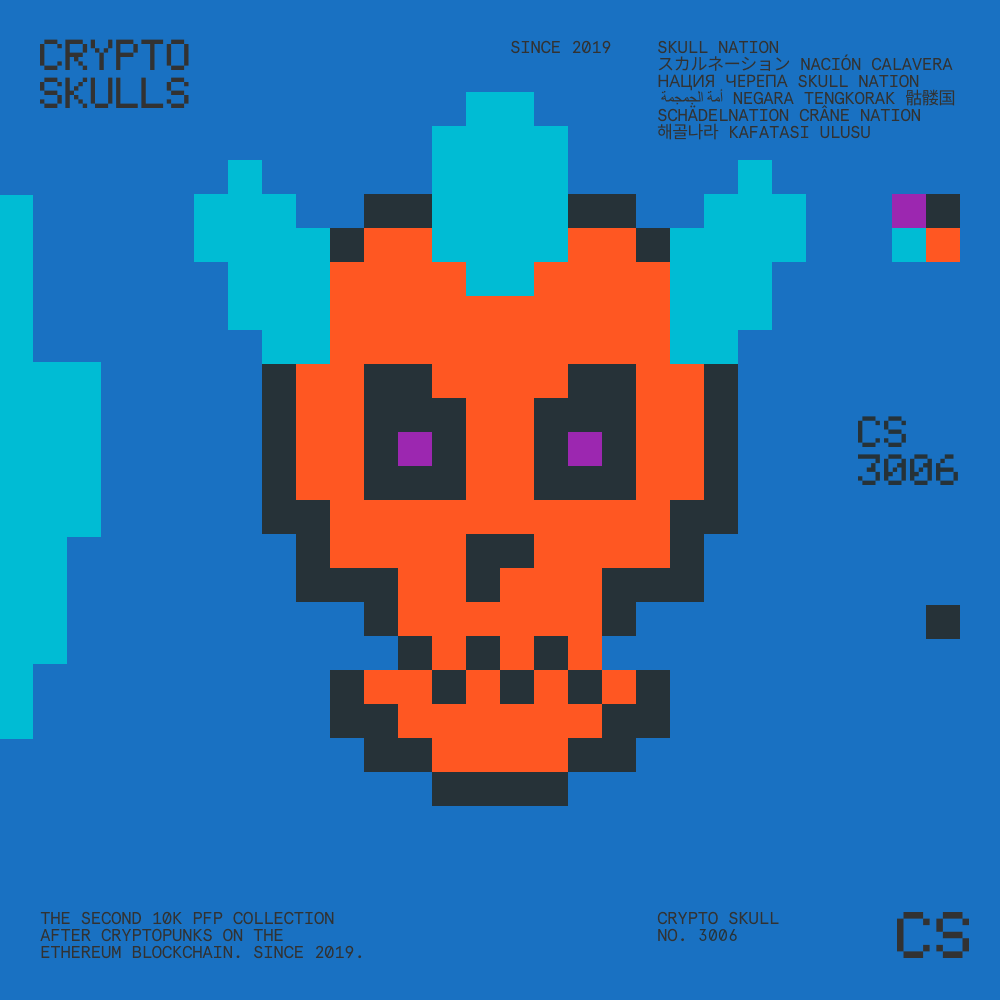 CRYPTO
SKULLS
SINCE 2019
SKULL NATION
スカルネーション NACIÓN CALAVERA
НАЦИЯ ЧЕРЕПА SKULL NATION
أمة الجمجمة NEGARA TENGKORAK 骷髅国
SCHÄDELNATION CRÂNE NATION
해골나라 KAFATASI ULUSU
CS
3006
THE SECOND 10K PFP COLLECTION
AFTER CRYPTOPUNKS ON THE
ETHEREUM BLOCKCHAIN. SINCE 2019.
CRYPTO SKULL
NO. 3006
CS